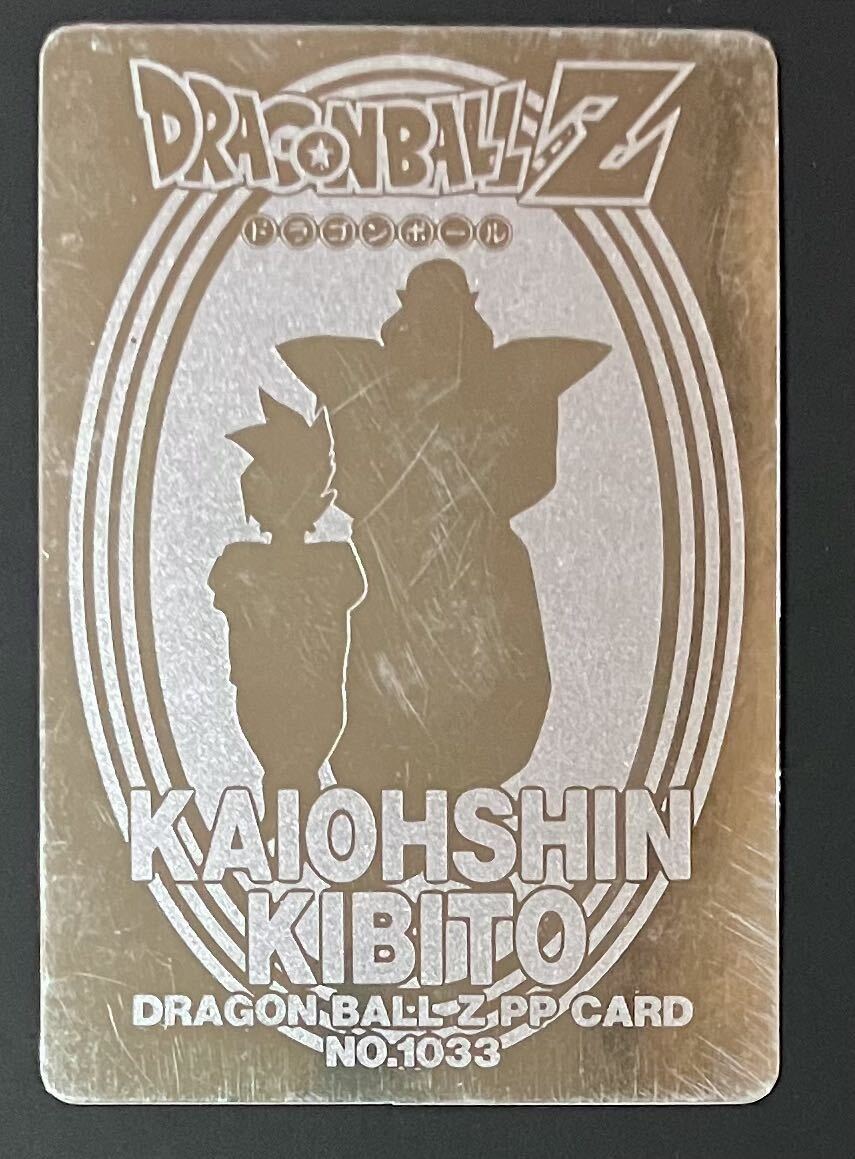 DRAGONBALL Z
ドラゴンボール
KAIOHSHIN
KIBITO
DRAGON BALL Z PP CARD
NO.1033